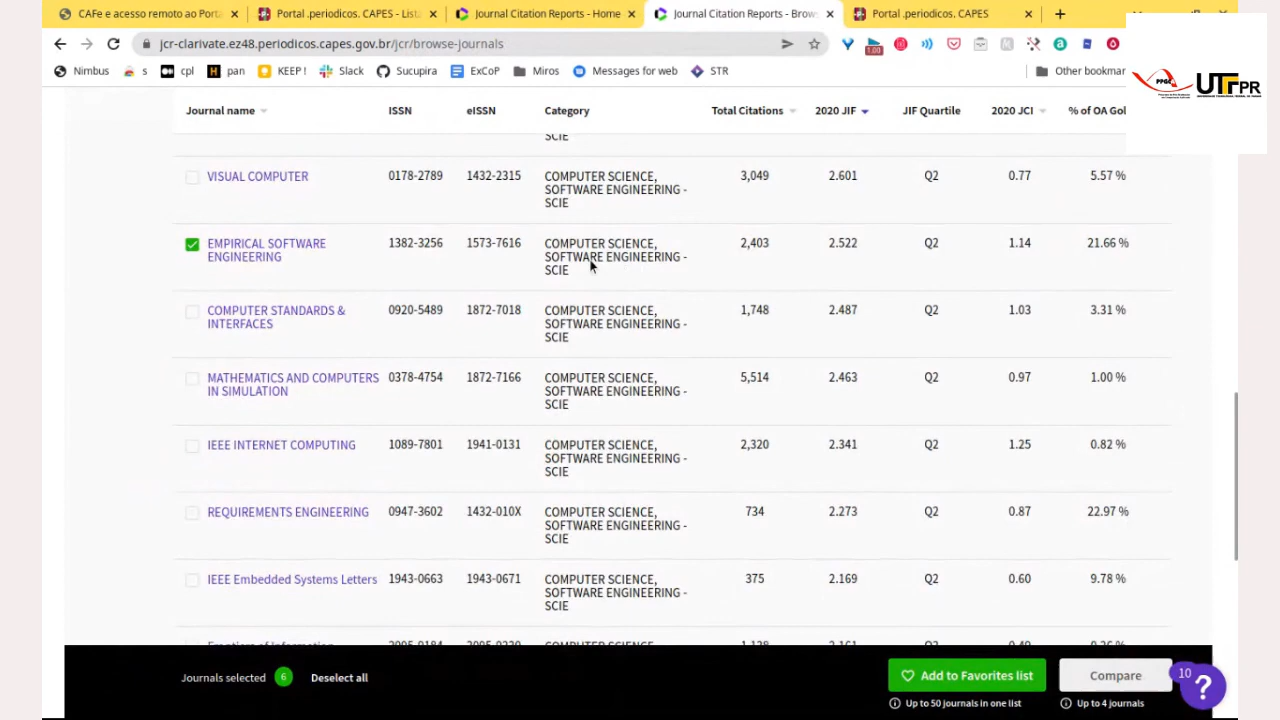 CAFe e acesso remoto ao Porta
Portal .periodicos. CAPES - Lista
Journal Citation Reports - Home
Journal Citation Reports - Brows
Portal .periodicos. CAPES
jcr-clarivate.ez48.periodicos.capes.gov.br/jcr/browse-journals
1.00
Nimbus
s
cpl
pan
KEEP !
Slack
Sucupira
ExCoP
Miros
Messages for web
STR
Other bookmar
UTFPR
Journal name ISSN eISSN Category Total Citations 2020 JIF JIF Quartile 2020 JCI % of OA Gol
SCIE
VISUAL COMPUTER 0178-2789 1432-2315 COMPUTER SCIENCE, 3,049 2.601 Q2 0.77 5.57 %
SOFTWARE ENGINEERING -
SCIE
EMPIRICAL SOFTWARE 1382-3256 1573-7616 COMPUTER SCIENCE, 2,403 2.522 Q2 1.14 21.66 %
ENGINEERING SOFTWARE ENGINEERING -
SCIE
COMPUTER STANDARDS & 0920-5489 1872-7018 COMPUTER SCIENCE, 1,748 2.487 Q2 1.03 3.31 %
INTERFACES SOFTWARE ENGINEERING -
SCIE
MATHEMATICS AND COMPUTERS 0378-4754 1872-7166 COMPUTER SCIENCE, 5,514 2.463 Q2 0.97 1.00 %
IN SIMULATION SOFTWARE ENGINEERING -
SCIE
IEEE INTERNET COMPUTING 1089-7801 1941-0131 COMPUTER SCIENCE, 2,320 2.341 Q2 1.25 0.82 %
SOFTWARE ENGINEERING -
SCIE
REQUIREMENTS ENGINEERING 0947-3602 1432-010X COMPUTER SCIENCE, 734 2.273 Q2 0.87 22.97 %
SOFTWARE ENGINEERING -
SCIE
IEEE Embedded Systems Letters 1943-0663 1943-0671 COMPUTER SCIENCE, 375 2.169 Q2 0.60 9.78 %
SOFTWARE ENGINEERING -
SCIE
Frontiers of Information
Journals selected 6 Deselect all Add to Favorites list Compare 10 ?
Up to 50 journals in one list Up to 4 journals